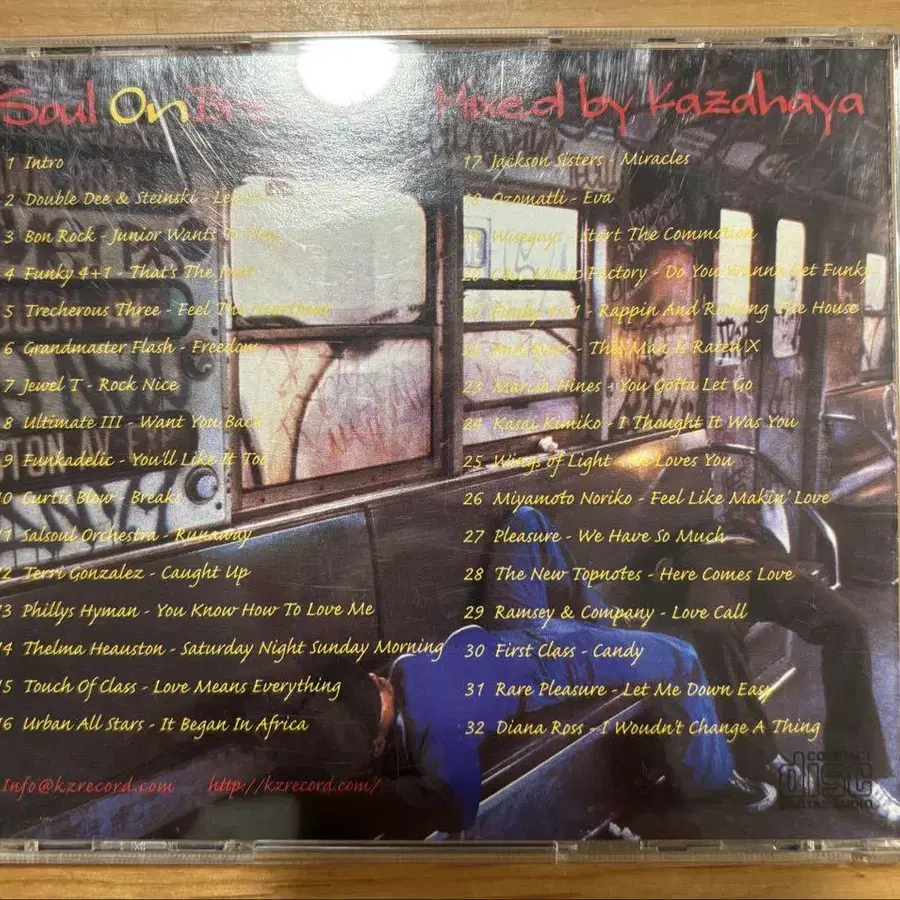 Soul On
Mixed by Kazahaya
1 Intro
2 Double Dee & Steinski -
3 Bon Rock - Junior Wants To Play
4 Funky 4+1 - That's The Joint
5 Trecherous Three - Feel The
6 Grandmaster Flash - Freedom
7 Jewel T - Rock Nice
8 Ultimate III - Want You Back
9 Funkadelic - You'll Like It Too
10 Curtis Blow - Breaks
11 Salsoul Orchestra - Runaway
12 Terri Gonzalez - Caught Up
13 Phillys Hyman - You Know How To Love Me
14 Thelma Heauston - Saturday Night Sunday Morning
15 Touch Of Class - Love Means Everything
16 Urban All Stars - It Began In Africa
17 Jackson Sisters - Miracles
18 Ozomatli - Eva
19 Wiseguys - Start The Commotion
20 Music Factory - Do You Wanna Get Funky
21 Funky 4+1 - Rappin And Rocking The House
22 - This Man Is Rated X
23 Marcia Hines - You Gotta Let Go
24 Kasai Kimiko - I Thought It Was You
25 Wings of Light - Loves You
26 Miyamoto Noriko - Feel Like Makin' Love
27 Pleasure - We Have So Much
28 The New Topnotes - Here Comes Love
29 Ramsey & Company - Love Call
30 First Class - Candy
31 Rare Pleasure - Let Me Down Easy
32 Diana Ross - I Woudn't Change A Thing
Info@kzrecord.com http://kzrecord.com/
COMPACT
disc
DIGITAL AUDIO